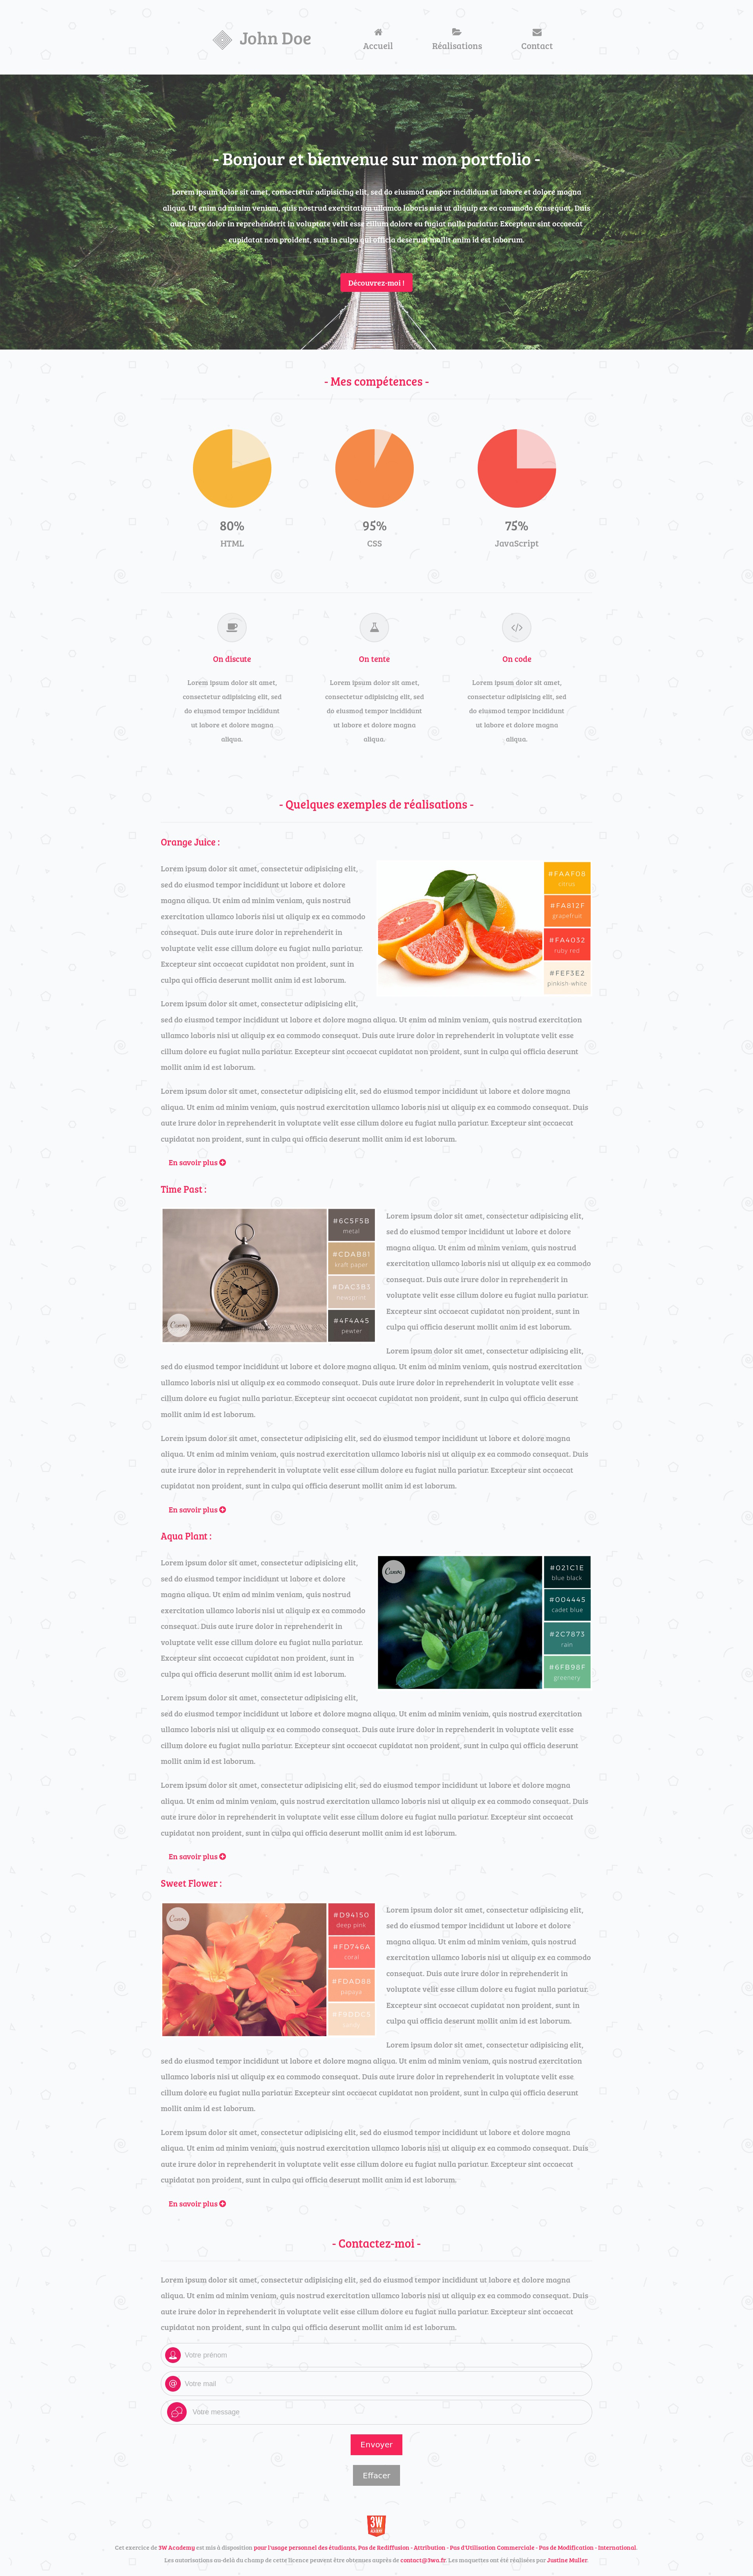 John Doe
Accueil
Réalisations
Contact
- Bonjour et bienvenue sur mon portfolio -
Lorem ipsum dolor sit amet, consectetur adipisicing elit, sed do eiusmod tempor incididunt ut labore et dolore magna
aliqua. Ut enim ad minim veniam, quis nostrud exercitation ullamco laboris nisi ut aliquip ex ea commodo consequat. Duis
aute irure dolor in reprehenderit in voluptate velit esse cillum dolore eu fugiat nulla pariatur. Excepteur sint occaecat
cupidatat non proident, sunt in culpa qui officia deserunt mollit anim id est laborum.
Découvrez-moi !
- Mes compétences -
80%
HTML
95%
CSS
75%
JavaScript
On discute
Lorem ipsum dolor sit amet,
consectetur adipisicing elit, sed
do eiusmod tempor incididunt
ut labore et dolore magna
aliqua.
On tente
Lorem ipsum dolor sit amet,
consectetur adipisicing elit, sed
do eiusmod tempor incididunt
ut labore et dolore magna
aliqua.
On code
Lorem ipsum dolor sit amet,
consectetur adipisicing elit, sed
do eiusmod tempor incididunt
ut labore et dolore magna
aliqua.
- Quelques exemples de réalisations -
Orange Juice :
Lorem ipsum dolor sit amet, consectetur adipisicing elit,
sed do eiusmod tempor incididunt ut labore et dolore
magna aliqua. Ut enim ad minim veniam, quis nostrud
exercitation ullamco laboris nisi ut aliquip ex ea commodo
consequat. Duis aute irure dolor in reprehenderit in
voluptate velit esse cillum dolore eu fugiat nulla pariatur.
Excepteur sint occaecat cupidatat non proident, sunt in
culpa qui officia deserunt mollit anim id est laborum.
#FAAF08
citrus
#FA812F
grapefruit
#FA4032
ruby red
#FEF3E2
pinkish-white
Lorem ipsum dolor sit amet, consectetur adipisicing elit,
sed do eiusmod tempor incididunt ut labore et dolore magna aliqua. Ut enim ad minim veniam, quis nostrud exercitation
ullamco laboris nisi ut aliquip ex ea commodo consequat. Duis aute irure dolor in reprehenderit in voluptate velit esse
cillum dolore eu fugiat nulla pariatur. Excepteur sint occaecat cupidatat non proident, sunt in culpa qui officia deserunt
mollit anim id est laborum.
Lorem ipsum dolor sit amet, consectetur adipisicing elit, sed do eiusmod tempor incididunt ut labore et dolore magna
aliqua. Ut enim ad minim veniam, quis nostrud exercitation ullamco laboris nisi ut aliquip ex ea commodo consequat. Duis
aute irure dolor in reprehenderit in voluptate velit esse cillum dolore eu fugiat nulla pariatur. Excepteur sint occaecat
cupidatat non proident, sunt in culpa qui officia deserunt mollit anim id est laborum.
En savoir plus
Time Past :
Canva
#6C5F5B
metal
#CDAB81
kraft paper
#DAC3B3
newsprint
#4F4A45
pewter
Lorem ipsum dolor sit amet, consectetur adipisicing elit,
sed do eiusmod tempor incididunt ut labore et dolore
magna aliqua. Ut enim ad minim veniam, quis nostrud
exercitation ullamco laboris nisi ut aliquip ex ea commodo
consequat. Duis aute irure dolor in reprehenderit in
voluptate velit esse cillum dolore eu fugiat nulla pariatur.
Excepteur sint occaecat cupidatat non proident, sunt in
culpa qui officia deserunt mollit anim id est laborum.
Lorem ipsum dolor sit amet, consectetur adipisicing elit,
sed do eiusmod tempor incididunt ut labore et dolore magna aliqua. Ut enim ad minim veniam, quis nostrud exercitation
ullamco laboris nisi ut aliquip ex ea commodo consequat. Duis aute irure dolor in reprehenderit in voluptate velit esse
cillum dolore eu fugiat nulla pariatur. Excepteur sint occaecat cupidatat non proident, sunt in culpa qui officia deserunt
mollit anim id est laborum.
Lorem ipsum dolor sit amet, consectetur adipisicing elit, sed do eiusmod tempor incididunt ut labore et dolore magna
aliqua. Ut enim ad minim veniam, quis nostrud exercitation ullamco laboris nisi ut aliquip ex ea commodo consequat. Duis
aute irure dolor in reprehenderit in voluptate velit esse cillum dolore eu fugiat nulla pariatur. Excepteur sint occaecat
cupidatat non proident, sunt in culpa qui officia deserunt mollit anim id est laborum.
En savoir plus
Aqua Plant :
Lorem ipsum dolor sit amet, consectetur adipisicing elit,
sed do eiusmod tempor incididunt ut labore et dolore
magna aliqua. Ut enim ad minim veniam, quis nostrud
exercitation ullamco laboris nisi ut aliquip ex ea commodo
consequat. Duis aute irure dolor in reprehenderit in
voluptate velit esse cillum dolore eu fugiat nulla pariatur.
Excepteur sint occaecat cupidatat non proident, sunt in
culpa qui officia deserunt mollit anim id est laborum.
Canva
#021C1E
blue black
#004445
cadet blue
#2C7873
rain
#6FB98F
greenery
Lorem ipsum dolor sit amet, consectetur adipisicing elit,
sed do eiusmod tempor incididunt ut labore et dolore magna aliqua. Ut enim ad minim veniam, quis nostrud exercitation
ullamco laboris nisi ut aliquip ex ea commodo consequat. Duis aute irure dolor in reprehenderit in voluptate velit esse
cillum dolore eu fugiat nulla pariatur. Excepteur sint occaecat cupidatat non proident, sunt in culpa qui officia deserunt
mollit anim id est laborum.
Lorem ipsum dolor sit amet, consectetur adipisicing elit, sed do eiusmod tempor incididunt ut labore et dolore magna
aliqua. Ut enim ad minim veniam, quis nostrud exercitation ullamco laboris nisi ut aliquip ex ea commodo consequat. Duis
aute irure dolor in reprehenderit in voluptate velit esse cillum dolore eu fugiat nulla pariatur. Excepteur sint occaecat
cupidatat non proident, sunt in culpa qui officia deserunt mollit anim id est laborum.
En savoir plus
Sweet Flower :
Canva
#D94150
deep pink
#FD746A
coral
#FDAD88
papaya
Lorem ipsum dolor sit amet, consectetur adipisicing elit,
sed do eiusmod tempor incididunt ut labore et dolore
magna aliqua. Ut enim ad minim veniam, quis nostrud
exercitation ullamco laboris nisi ut aliquip ex ea commodo
consequat. Duis aute irure dolor in reprehenderit in
voluptate velit esse cillum dolore eu fugiat nulla pariatur.
Excepteur sint occaecat cupidatat non proident, sunt in
culpa qui officia deserunt mollit anim id est laborum.
Lorem ipsum dolor sit amet, consectetur adipisicing elit,
sed do eiusmod tempor incididunt ut labore et dolore magna aliqua. Ut enim ad minim veniam, quis nostrud exercitation
ullamco laboris nisi ut aliquip ex ea commodo consequat. Duis aute irure dolor in reprehenderit in voluptate velit esse
cillum dolore eu fugiat nulla pariatur. Excepteur sint occaecat cupidatat non proident, sunt in culpa qui officia deserunt
mollit anim id est laborum.
Lorem ipsum dolor sit amet, consectetur adipisicing elit, sed do eiusmod tempor incididunt ut labore et dolore magna
aliqua. Ut enim ad minim veniam, quis nostrud exercitation ullamco laboris nisi ut aliquip ex ea commodo consequat. Duis
aute irure dolor in reprehenderit in voluptate velit esse cillum dolore eu fugiat nulla pariatur. Excepteur sint occaecat
cupidatat non proident, sunt in culpa qui officia deserunt mollit anim id est laborum.
En savoir plus
- Contactez-moi -
Lorem ipsum dolor sit amet, consectetur adipisicing elit, sed do eiusmod tempor incididunt ut labore et dolore magna
aliqua. Ut enim ad minim veniam, quis nostrud exercitation ullamco laboris nisi ut aliquip ex ea commodo consequat. Duis
aute irure dolor in reprehenderit in voluptate velit esse cillum dolore eu fugiat nulla pariatur. Excepteur sint occaecat
cupidatat non proident, sunt in culpa qui officia deserunt mollit anim id est laborum.
Votre prénom
@ Votre mail
Votre message
Envoyer
Effacer
3W
Cet exercice de 3W Academy est mis à disposition pour l'usage personnel des étudiants, Pas de Rediffusion - Attribution - Pas d'Utilisation Commerciale - Pas de Modification - International.
Les autorisations au-delà du champ de cette licence peuvent être obtenues auprès de contact@3wa.fr. Les maquettes ont été réalisées par Justine Muller.